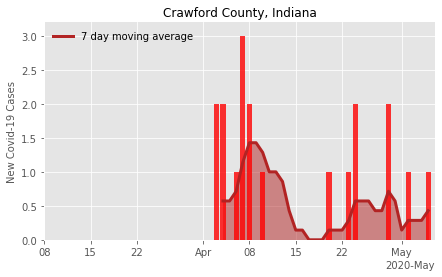 Crawford County, Indiana
7 day moving average
New Covid-19 Cases
3.0
2.5
2.0
1.5
1.0
0.5
0.0
08 15 22 Apr 08 15 22 May
2020-May